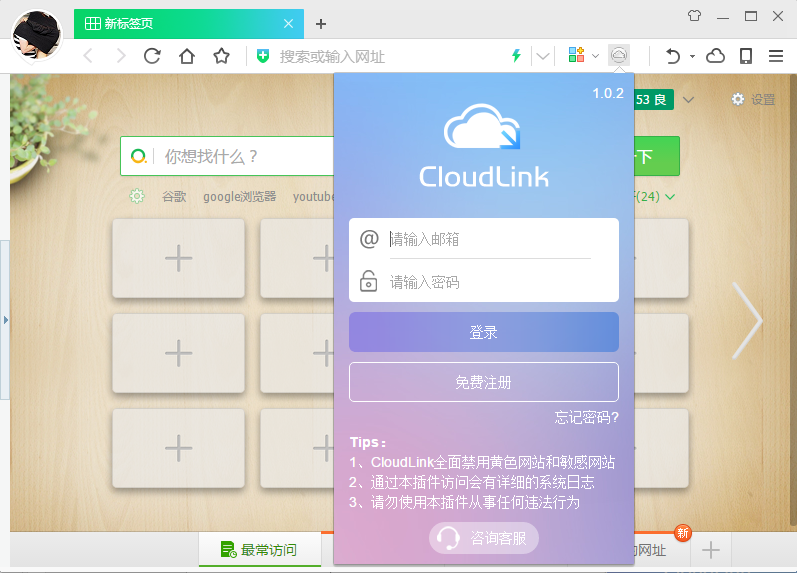 新标签页
搜索或输入网址
1.0.2
53 良
设置
CloudLink
你想找什么？
下
谷歌 google浏览器 youtube
(24)
@ 请输入邮箱
请输入密码
登录
免费注册
忘记密码?
Tips：
1、CloudLink全面禁用黄色网站和敏感网站
2、通过本插件访问会有详细的系统日志
3、请勿使用本插件从事任何违法行为
咨询客服
最常访问
网址
新